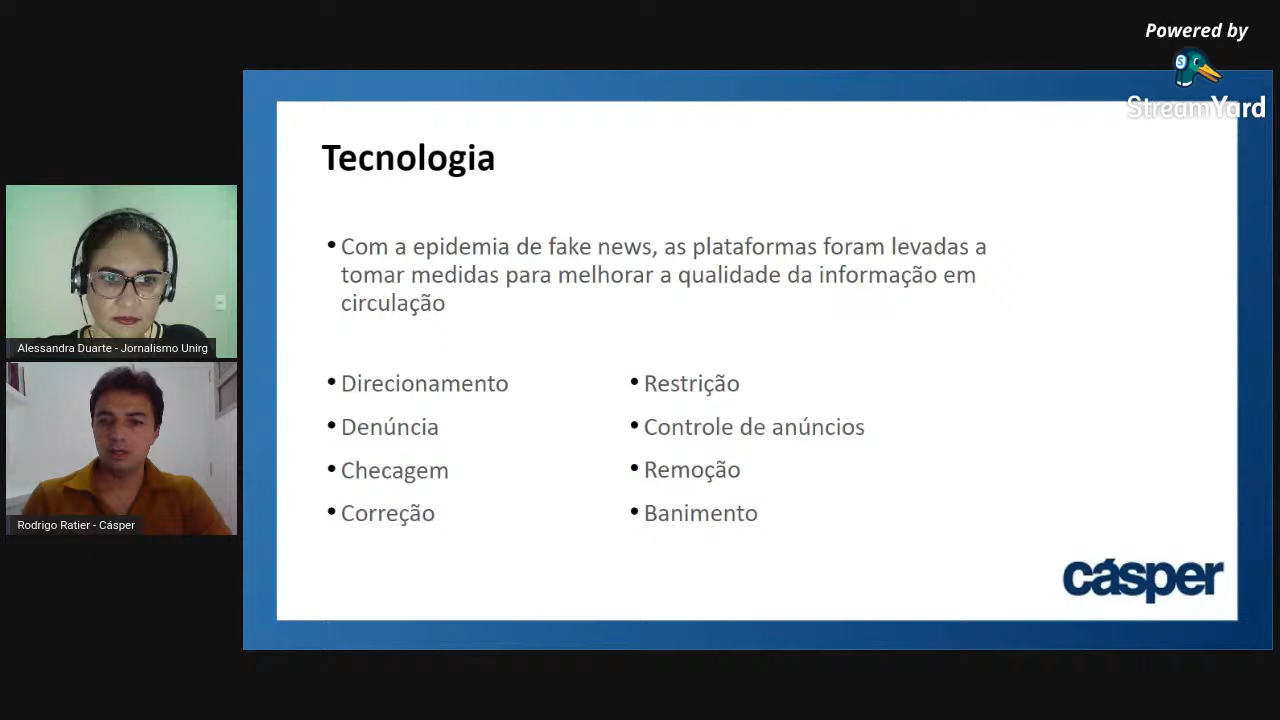 Powered by
StreamYard
Tecnologia
• Com a epidemia de fake news, as plataformas foram levadas a
tomar medidas para melhorar a qualidade da informação em
circulação
• Direcionamento
• Denúncia
• Checagem
• Correção
• Restrição
• Controle de anúncios
• Remoção
• Banimento
cásper
Alessandra Duarte - Jornalismo Unirg
Rodrigo Ratier - Cásper